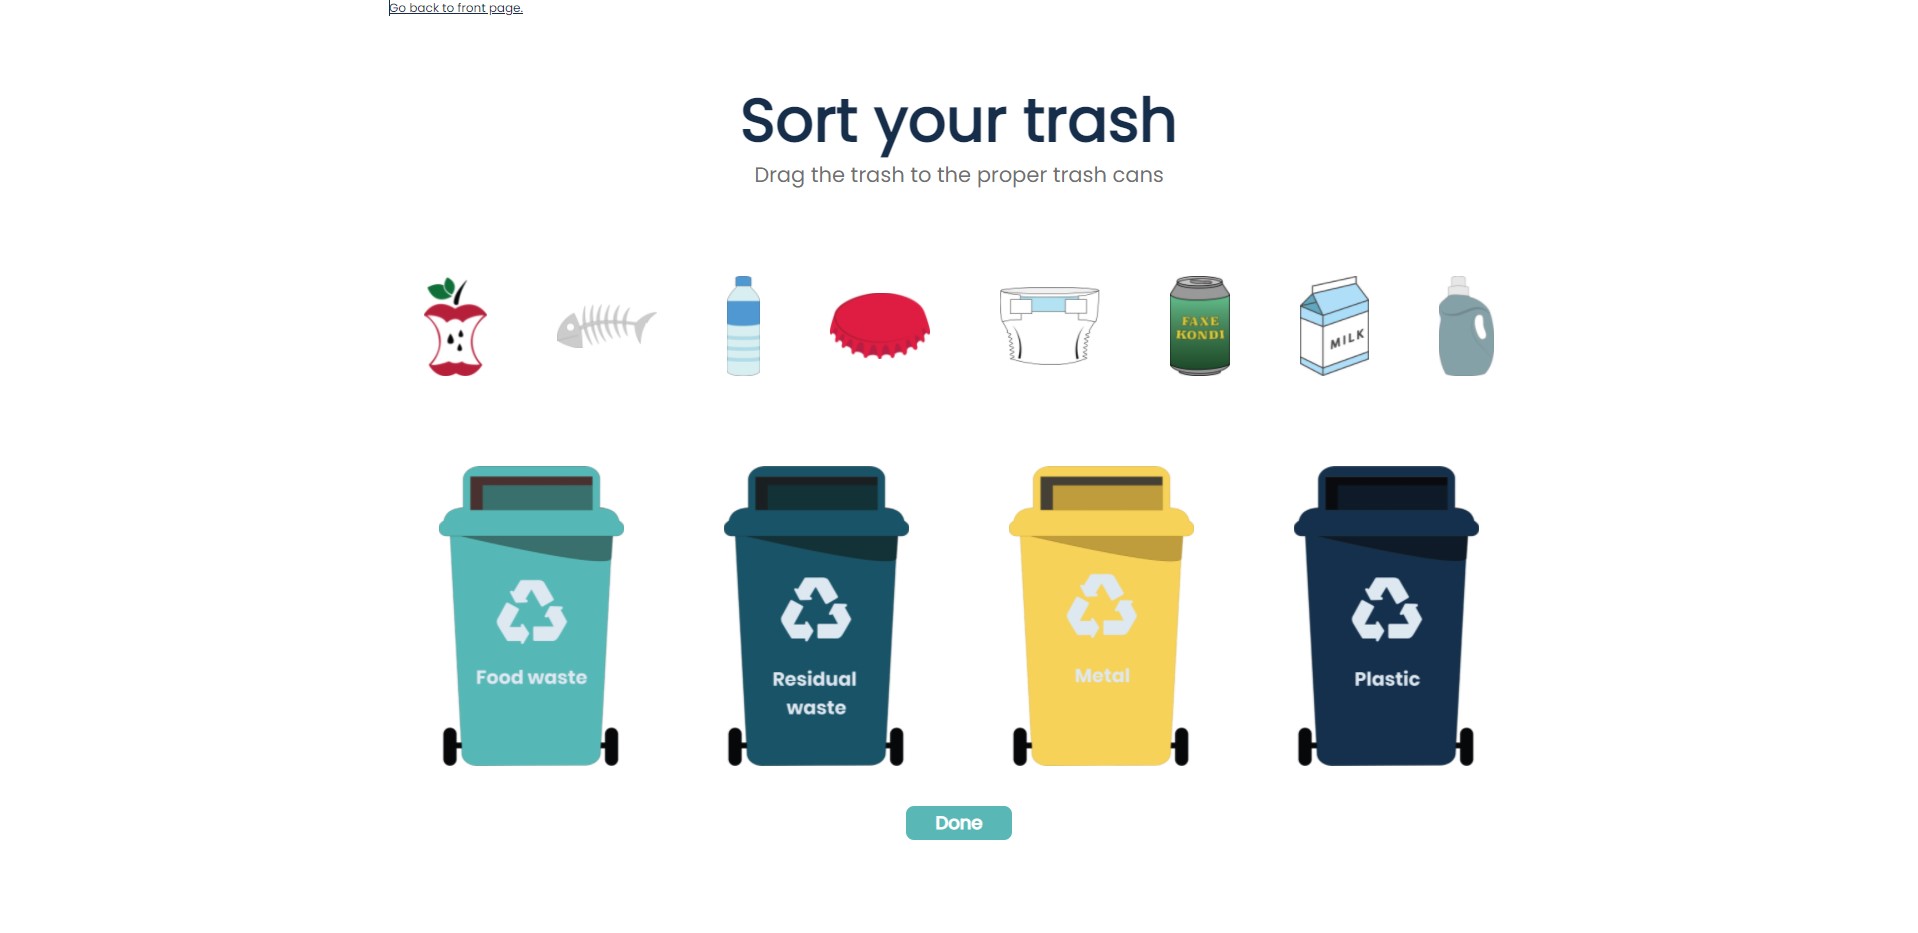 Go back to front page.
Sort your trash
Drag the trash to the proper trash cans
FAXE
KONDI
MILK
Food waste
Residual
waste
Metal
Plastic
Done